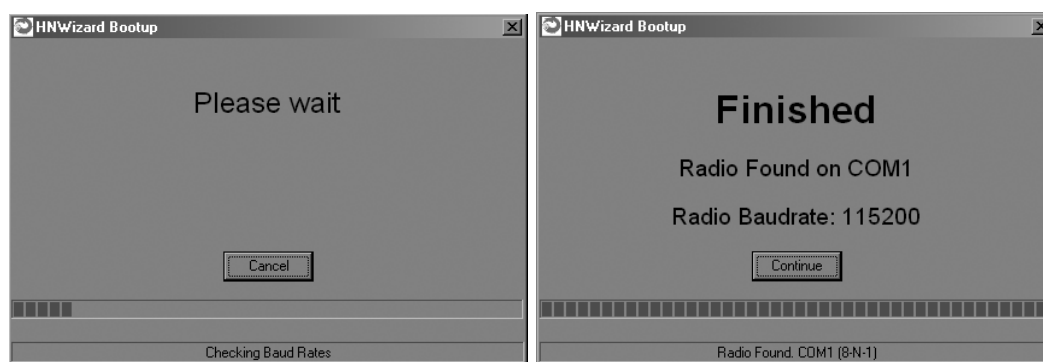 HNWizard Bootup
Please wait
Cancel
Checking Baud Rates
HNWizard Bootup
Finished
Radio Found on COM1
Radio Baudrate: 115200
Continue
Radio Found. COM1 (8-N-1)